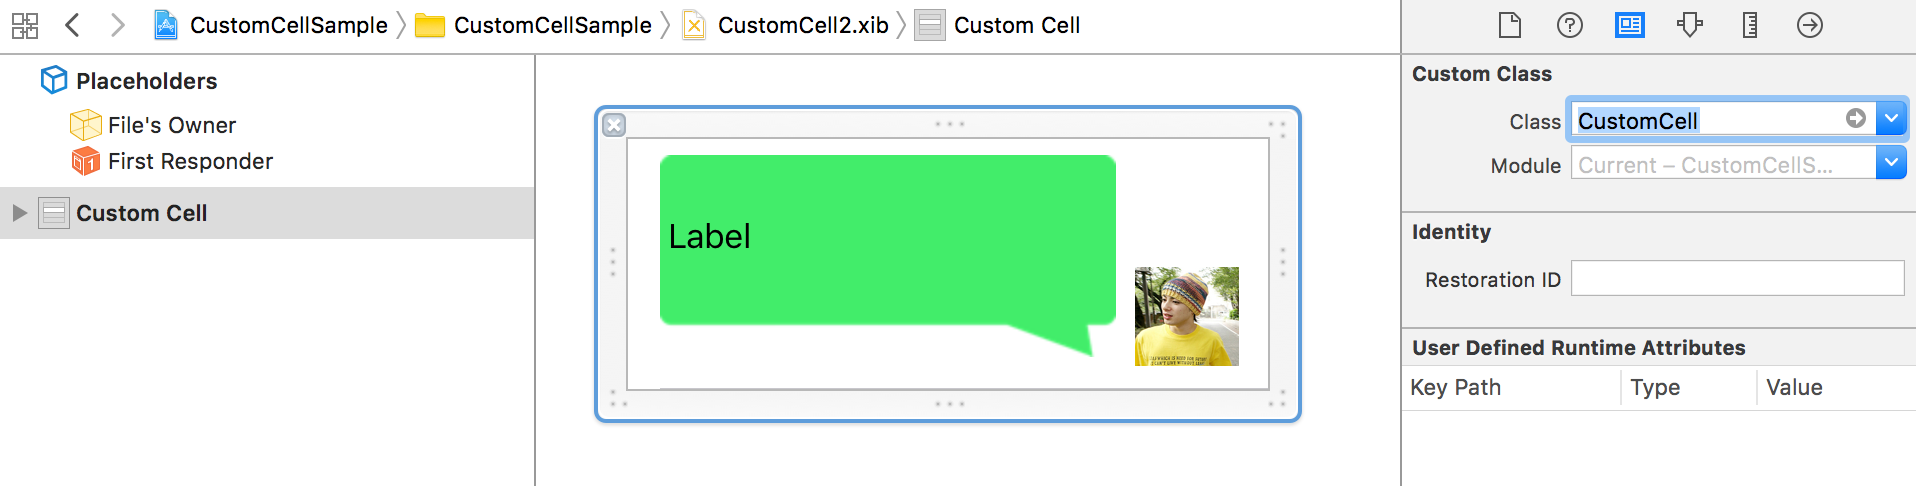 CustomCellSample CustomCellSample CustomCell2.xib Custom Cell
Placeholders
File's Owner
First Responder
Custom Cell
Label
Custom Class
Class CustomCell
Module Current – CustomCellS...
Identity
Restoration ID
User Defined Runtime Attributes
Key Path Type Value